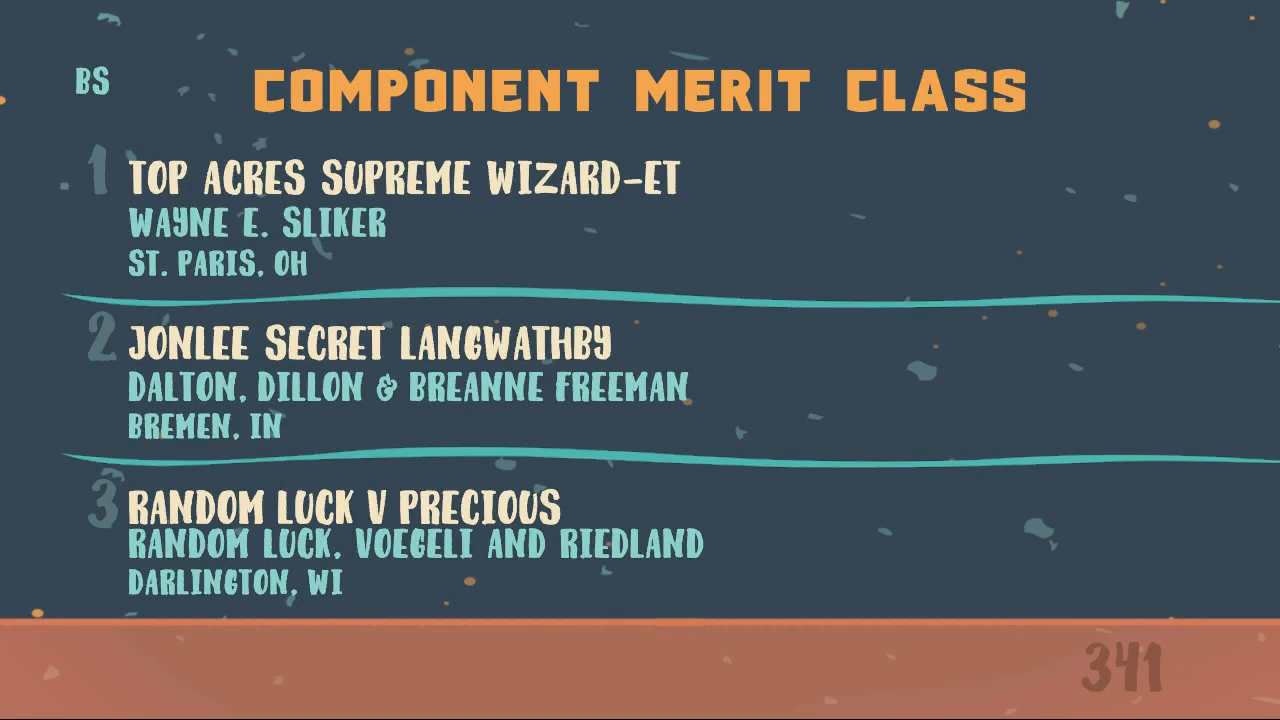 BS
COMPONENT MERIT CLASS
1 TOP ACRES SUPREME WIZARD-ET
WAYNE E. SLIKER
ST. PARIS, OH
2 JONLEE SECRET LANGWATHBY
DALTON, DILLON & BREANNE FREEMAN
BREMEN, IN
3 RANDOM LUCK V PRECIOUS
RANDOM LUCK, VOEGELI AND RIEDLAND
DARLINGTON, WI
341